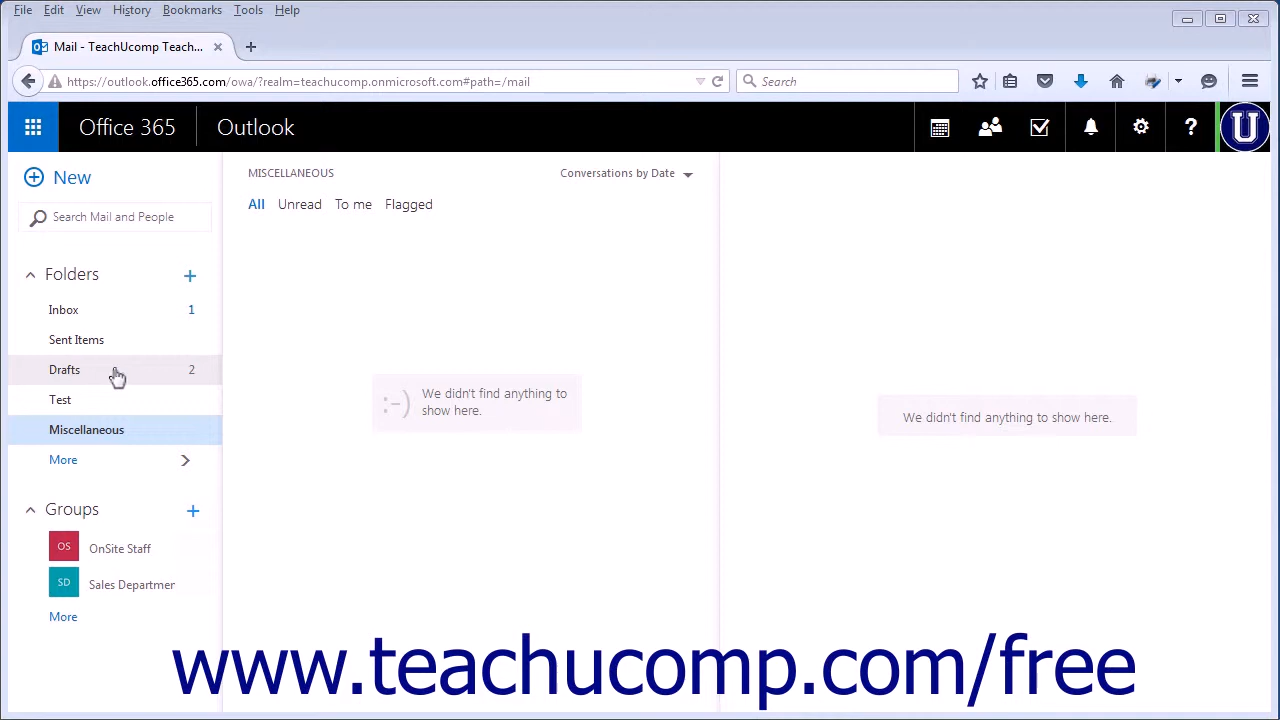 File Edit View History Bookmarks Tools Help
Mail - TeachUcomp Teach...
https://outlook.office365.com/owa/?realm=teachucomp.onmicrosoft.com#path=/mail
Search
Office 365
Outlook
?
U
New
Search Mail and People
Folders
Inbox 1
Sent Items
Drafts 2
Test
Miscellaneous
More
Groups
OS OnSite Staff
SD Sales Departmen
More
MISCELLANEOUS
Conversations by Date
All Unread To me Flagged
:-)
We didn't find anything to
show here.
We didn't find anything to show here.
www.teachucomp.com/free